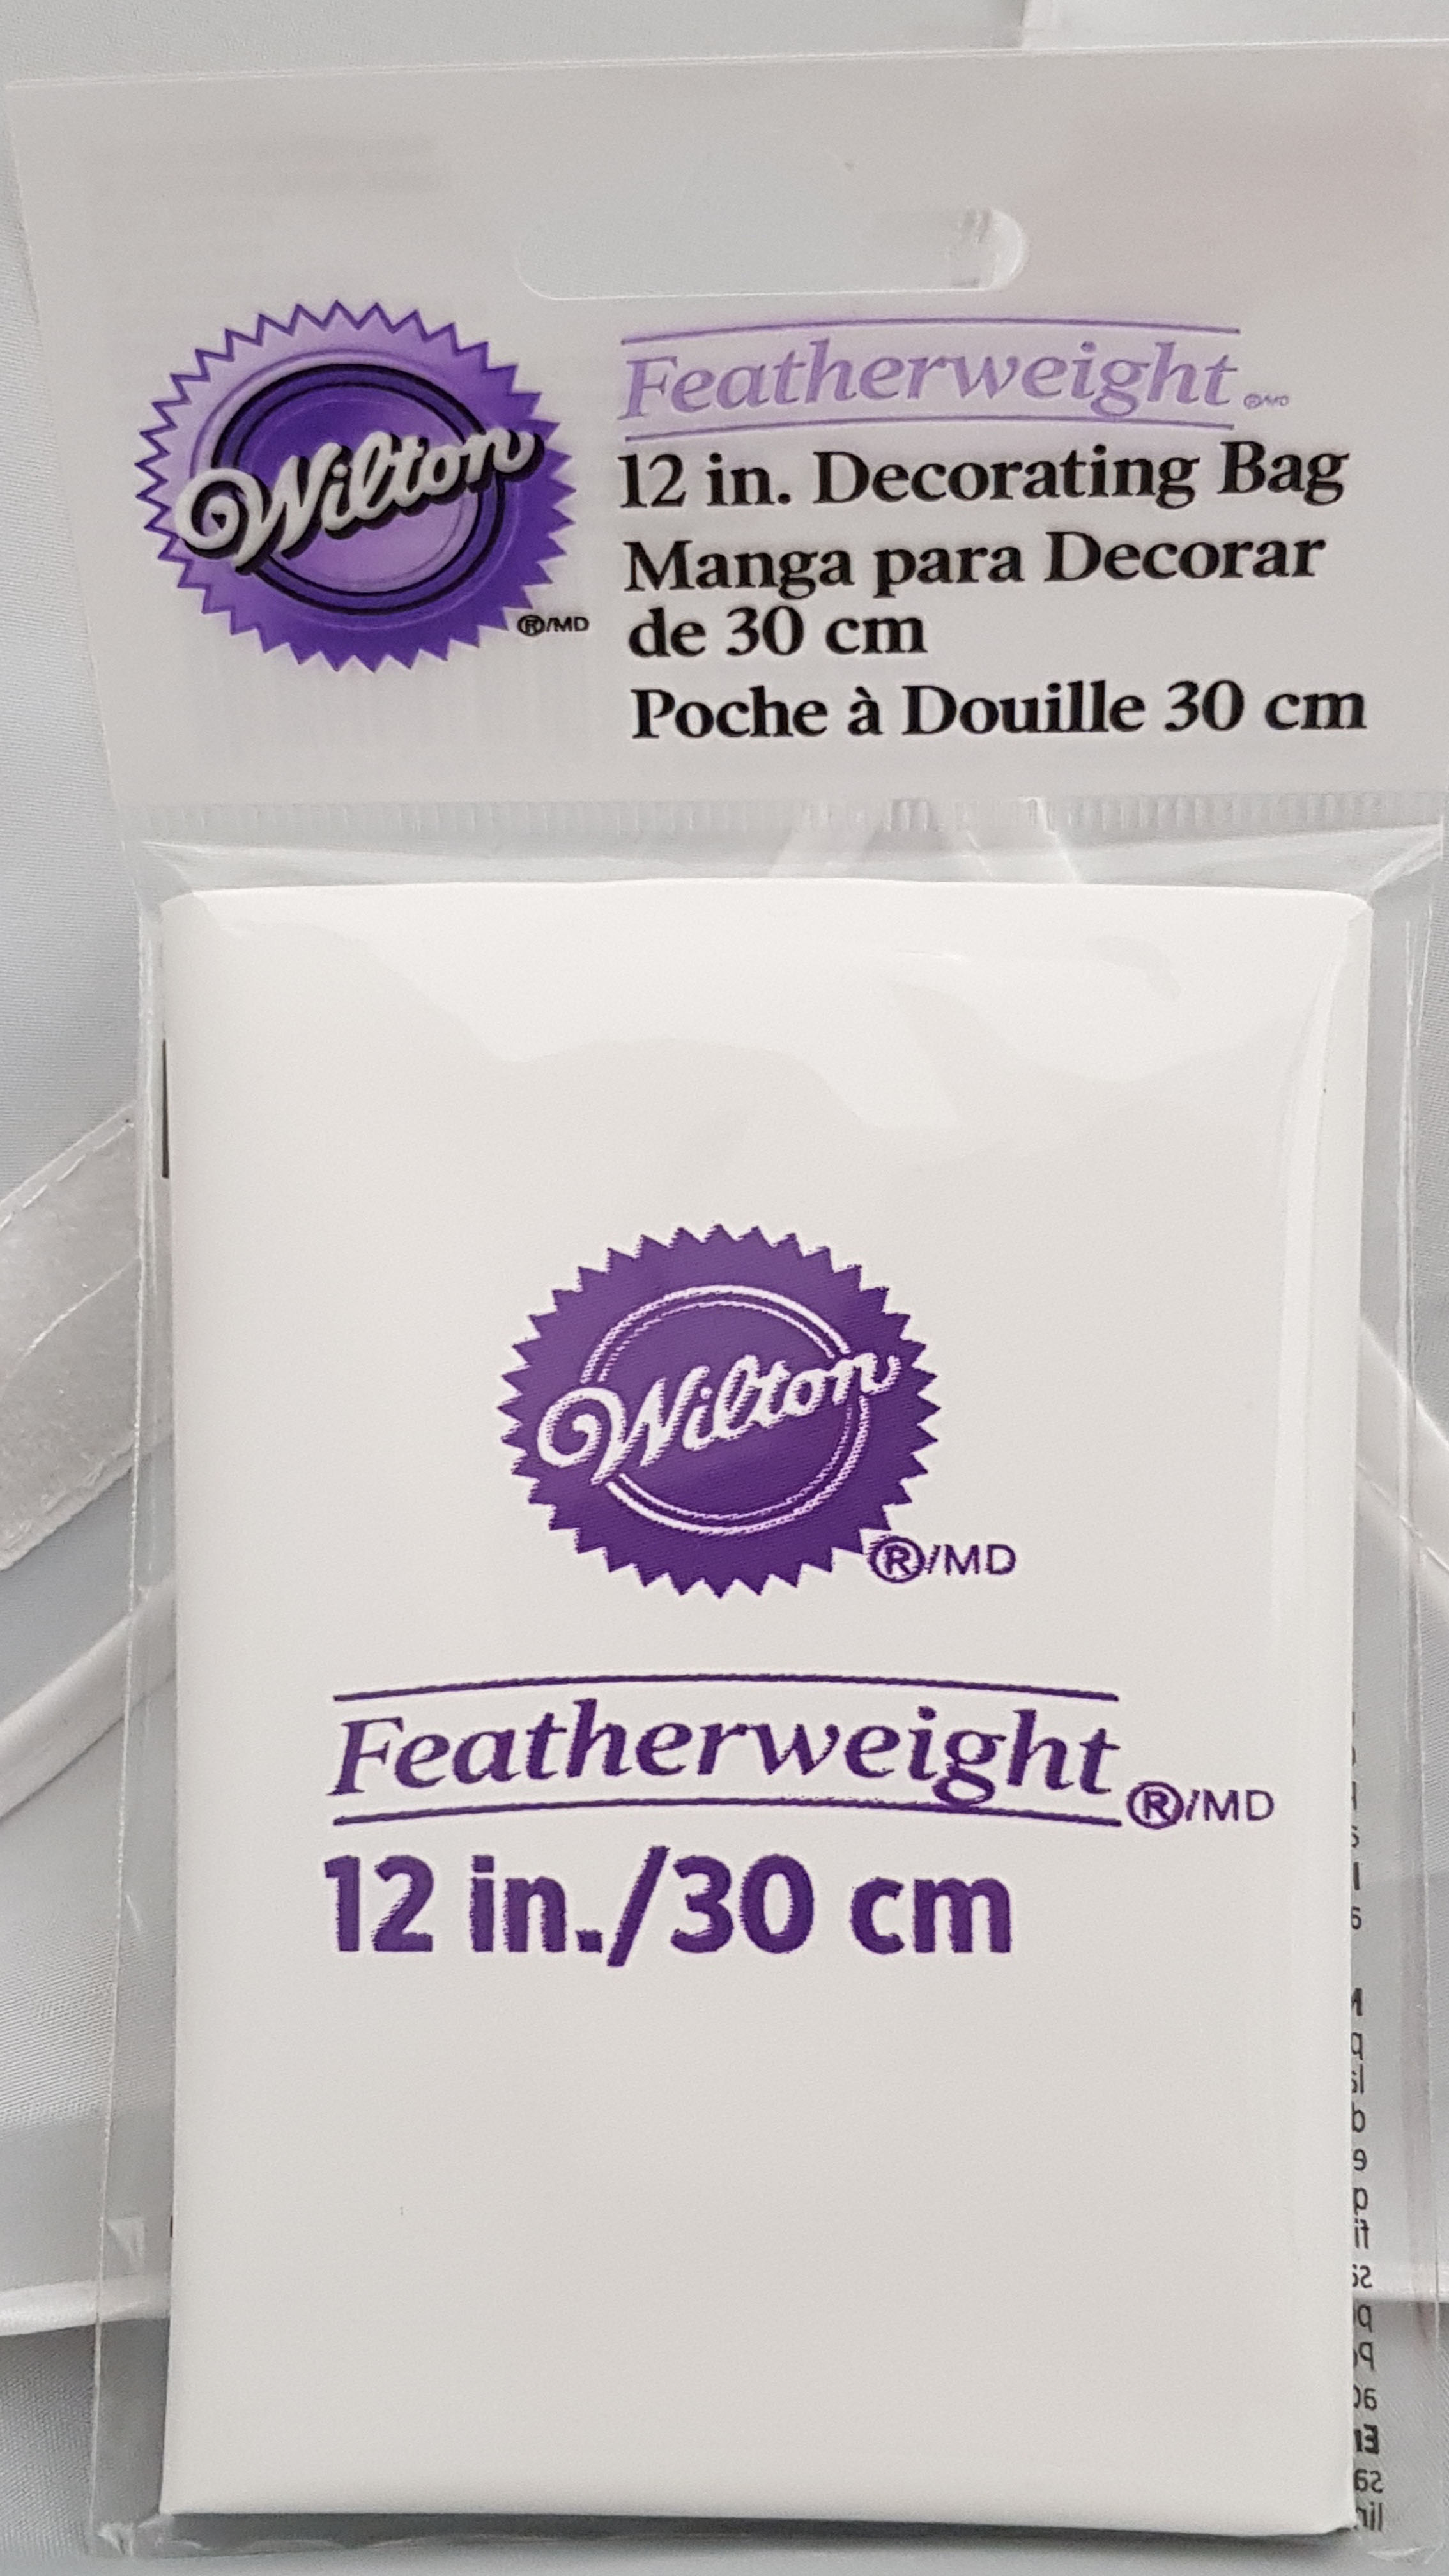 Wilton
®/MD
Featherweight ®/MD
12 in. Decorating Bag
Manga para Decorar
de 30 cm
Poche à Douille 30 cm
Wilton
®/MD
Featherweight ®/MD
12 in./30 cm